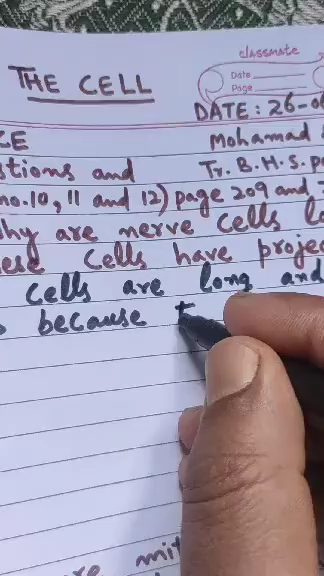 classmate
Date
Page
THE CELL
DATE: 26-0
CE
Mohamad
stions and Tr. B.H.S.
no.10, 11 and 12) page 209 and
hy are nerve cells lo
ese cells have projec
cells are long and
because t
mit